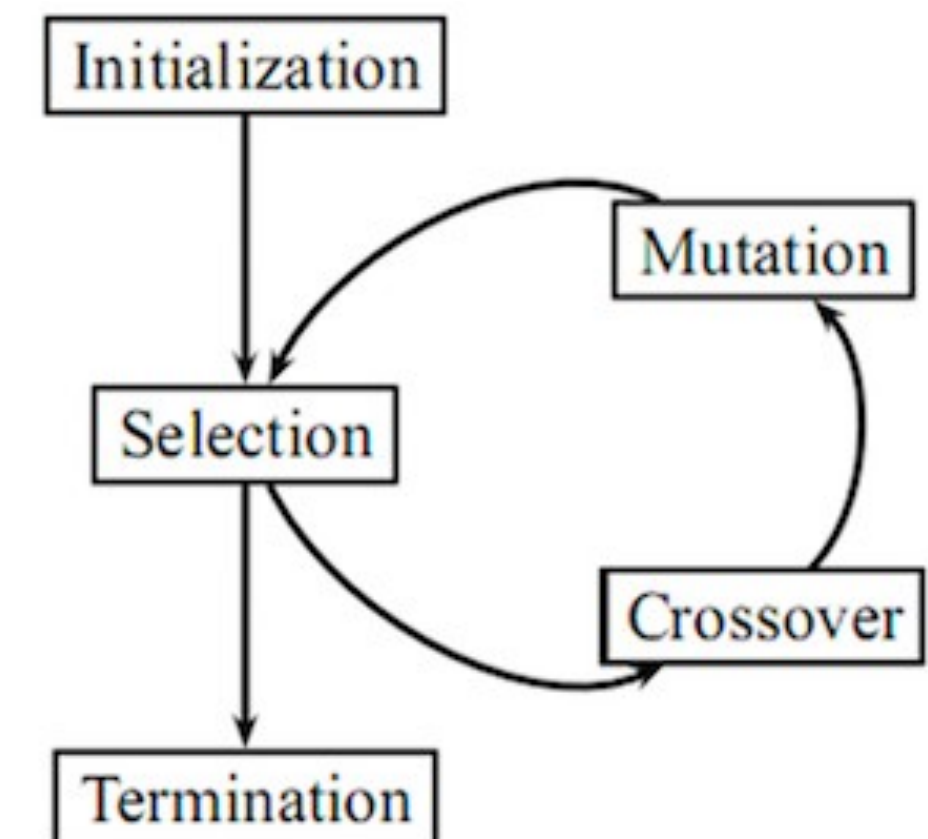 Initialization
Mutation
Selection
Crossover
Termination